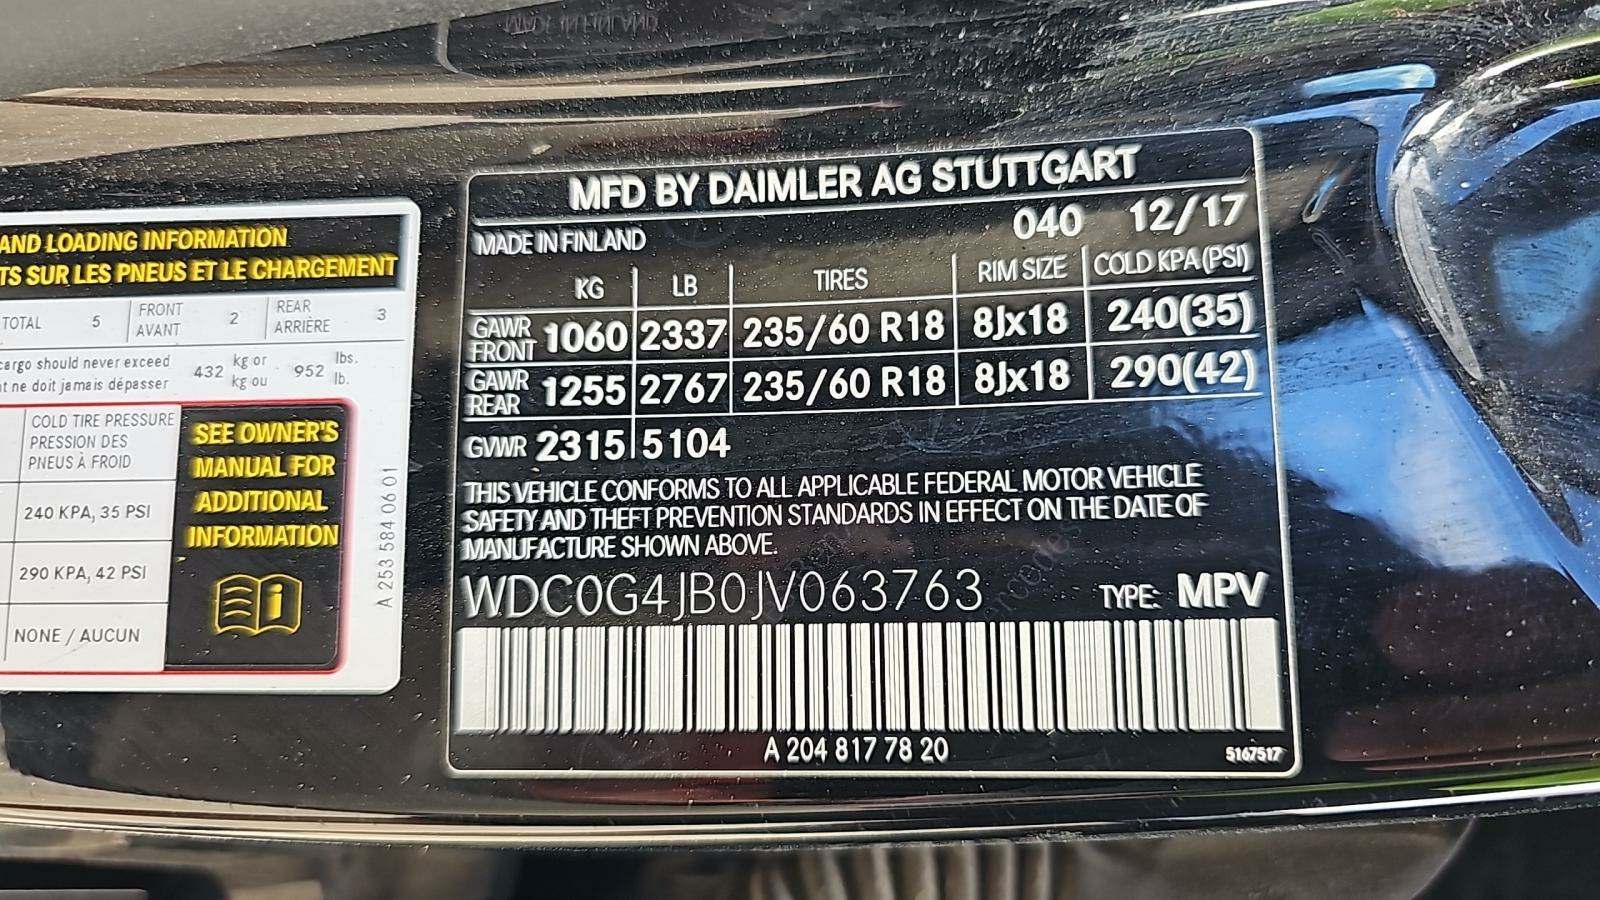 AND LOADING INFORMATION
TS SUR LES PNEUS ET LE CHARGEMENT
TOTAL 5 FRONT AVANT 2 REAR ARRIÈRE 3
cargo should never exceed 432 kg or 952 lbs.
nt ne doit jamais dépasser kg ou lb.
COLD TIRE PRESSURE
PRESSION DES
PNEUS À FROID
240 KPA, 35 PSI
290 KPA, 42 PSI
NONE / AUCUN
SEE OWNER'S
MANUAL FOR
ADDITIONAL
INFORMATION
A 253 584 06 01
MFD BY DAIMLER AG STUTTGART
MADE IN FINLAND 040 12/17
KG LB TIRES RIM SIZE COLD KPA (PSI)
GAWR FRONT 1060 2337 235/60 R18 8Jx18 240(35)
GAWR REAR 1255 2767 235/60 R18 8Jx18 290(42)
GVWR 2315 5104
THIS VEHICLE CONFORMS TO ALL APPLICABLE FEDERAL MOTOR VEHICLE
SAFETY AND THEFT PREVENTION STANDARDS IN EFFECT ON THE DATE OF
MANUFACTURE SHOWN ABOVE.
WDC0G4JB0JV063763 TYPE: MPV
A 204 817 78 20
5167517